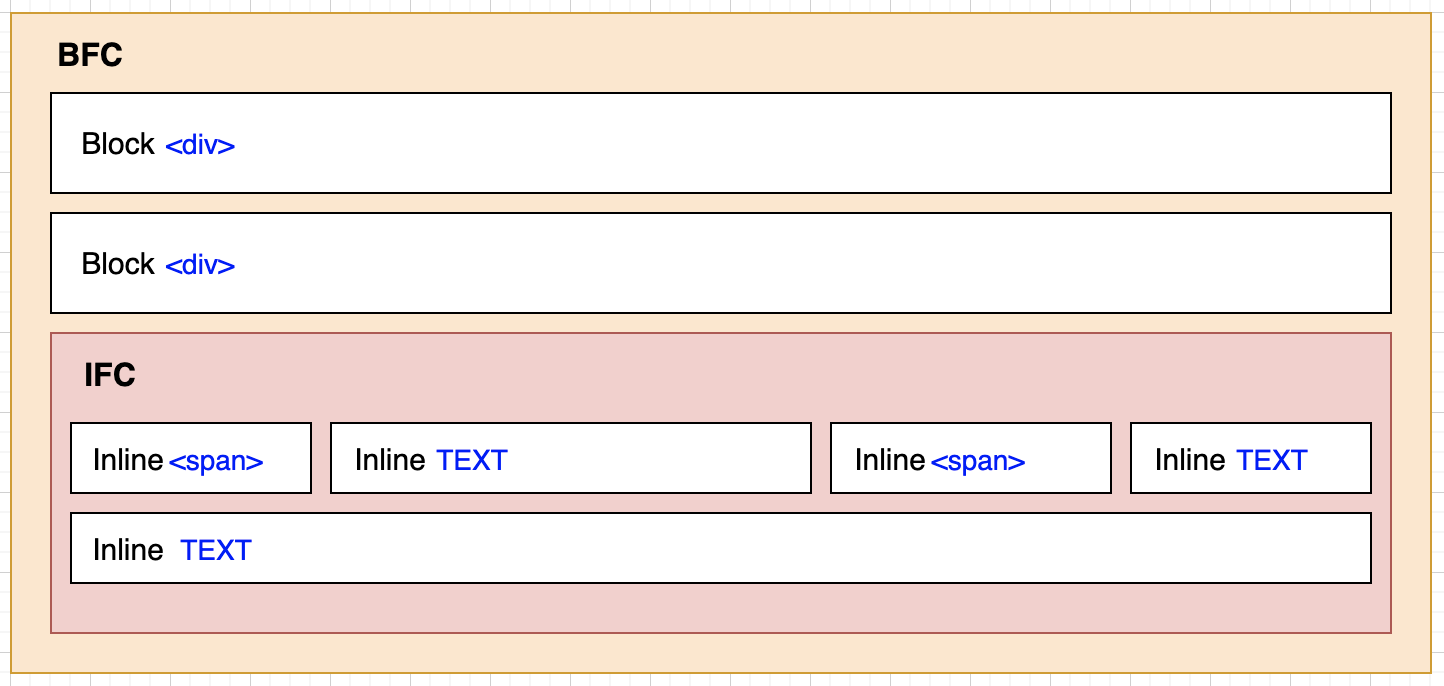 BFC
Block <div>
Block <div>
IFC
Inline <span> Inline TEXT Inline <span> Inline TEXT
Inline TEXT